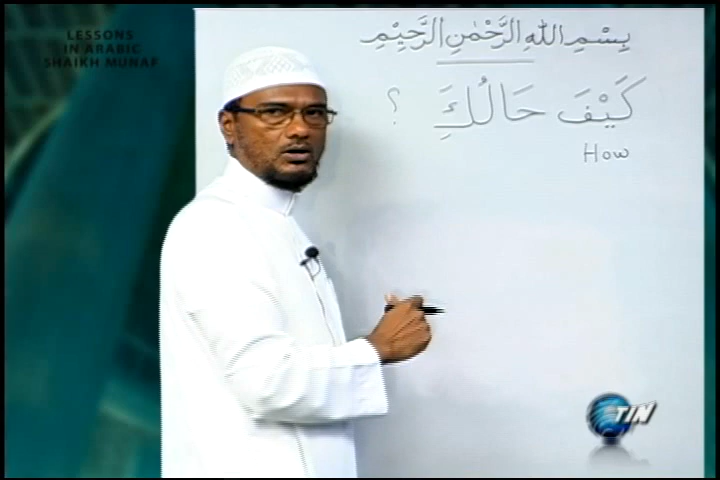 LESSONS
IN ARABIC
SHAIKH MUNAF
بِسْمِ اللهِ الرَّحْمٰنِ الرَّحِيْمِ
كَيْفَ حَالُكَِ ؟
How
TIN